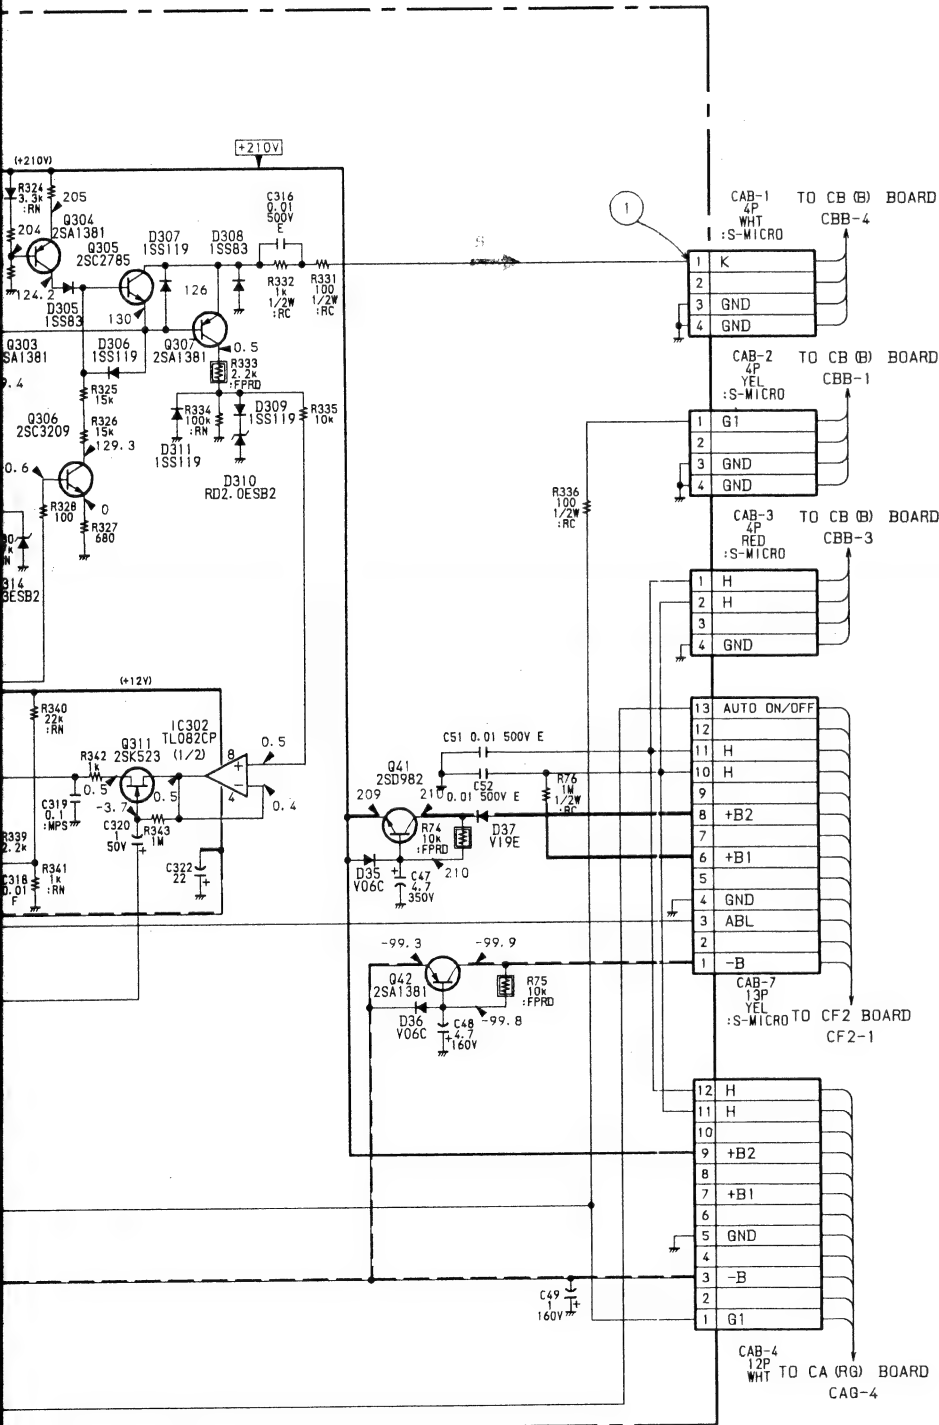 +210V
(+210V)
R324
3.3k
:RN
205
204
Q304
2SA1381
Q305
2SC2785
D307
1SS119
D308
1SS83
C316
0.01
500V
E
R332
1k
1/2W
:RC
R331
100
1/2W
:RC
124.2
D305
1SS83
130
126
Q303
SA1381
9.4
D306
1SS119
Q307
2SA1381
0.5
R333
2.2k
:FPRD
R325
15k
R326
15k
Q306
2SC3209
129.3
D311
1SS119
R334
100k
:RN
D309
1SS119
R335
10k
D310
RD2.0ESB2
0.6
R328
100
0
R327
680
314
3ESB2
S
1
CAB-1
4P
WHT
:S-MICRO
TO CB (B) BOARD
CBB-4
1 K
2
3 GND
4 GND
CAB-2
4P
YEL
:S-MICRO
TO CB (B) BOARD
CBB-1
1 G1
2
3 GND
4 GND
R336
100
1/2W
:RC
CAB-3
4P
RED
:S-MICRO
TO CB (B) BOARD
CBB-3
1 H
2 H
3
4 GND
(+12V)
R340
22k
:RN
R342
1k
Q311
2SK523
IC302
TL082CP
(1/2)
8
4
0.5
0.4
0.5
0.5
-3.7
C319
0.1
:MPS
C320
1
50V
R343
1M
R339
2.2k
C318
0.01
F
R341
1k
:RN
C322
22
C51 0.01 500V E
C52
0.01 500V E
Q41
2SD982
209
210
R74
10k
:FPRD
R76
1M
1/2W
:RC
D37
V19E
D35
V06C
C47
4.7
350V
210
-99.3
-99.9
Q42
2SA1381
R75
10k
:FPRD
D36
V06C
C48
4.7
160V
-99.8
13 AUTO ON/OFF
12
11 H
10 H
9
8 +B2
7
6 +B1
5
4 GND
3 ABL
2
1 -B
CAB-7
13P
YEL
:S-MICRO
TO CF2 BOARD
CF2-1
12 H
11 H
10
9 +B2
8
7 +B1
6
5 GND
4
3 -B
2
1 G1
C49
1
160V
CAB-4
12P
WHT
TO CA (RG) BOARD
CAG-4